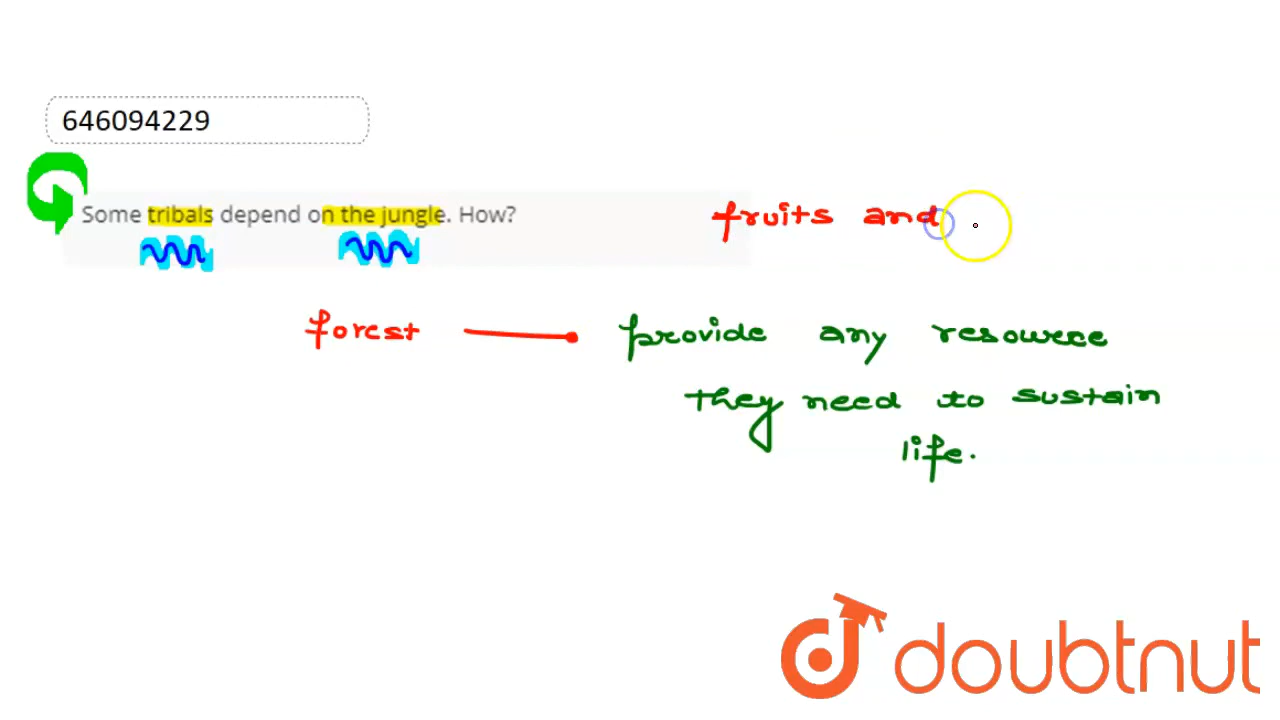 646094229
Some tribals depend on the jungle. How?
fruits and
forest
provide any resource
they need to sustain
life.
doubtnut